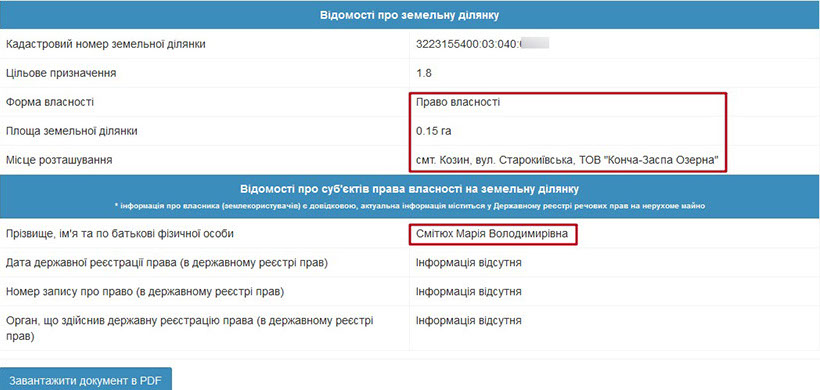 Відомості про земельну ділянку
Кадастровий номер земельної ділянки 3223155400:03:040:
Цільове призначення 1.8
Форма власності Право власності
Площа земельної ділянки 0.15 га
Місце розташування смт. Козин, вул. Старокиївська, ТОВ "Конча-Заспа Озерна"
Відомості про суб'єктів права власності на земельну ділянку
* інформація про власника (землекористувачів) є довідковою, актуальна інформація міститься у Державному реєстрі речових прав на нерухоме майно
Прізвище, ім'я та по батькові фізичної особи Смітюх Марія Володимирівна
Дата державної реєстрації права (в державному реєстрі прав) Інформація відсутня
Номер запису про право (в державному реєстрі прав) Інформація відсутня
Орган, що здійснив державну реєстрацію права (в державному реєстрі Інформація відсутня
прав)
Завантажити документ в PDF